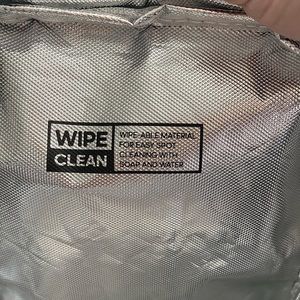 WIPE
CLEAN
WIPE-ABLE MATERIAL
FOR EASY SPOT
CLEANING WITH
SOAP AND WATER